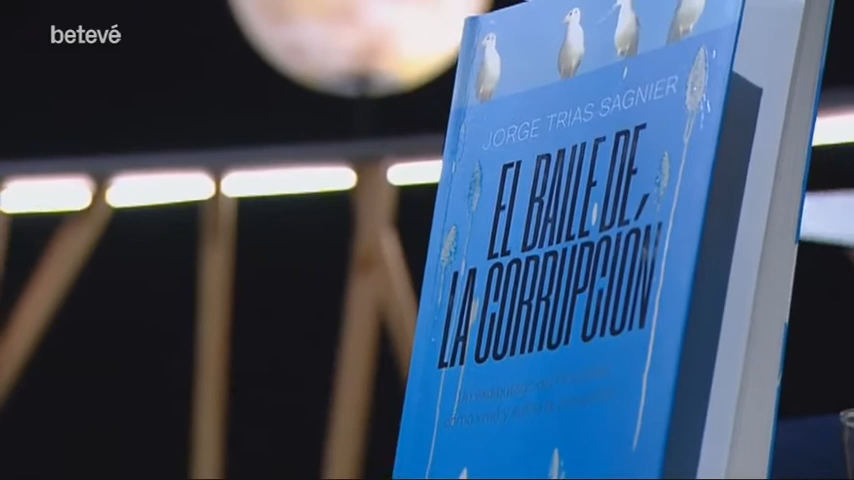 betevé
JORGE TRIAS SAGNIER
EL BAILE DE
LA CORRUPCIÓN